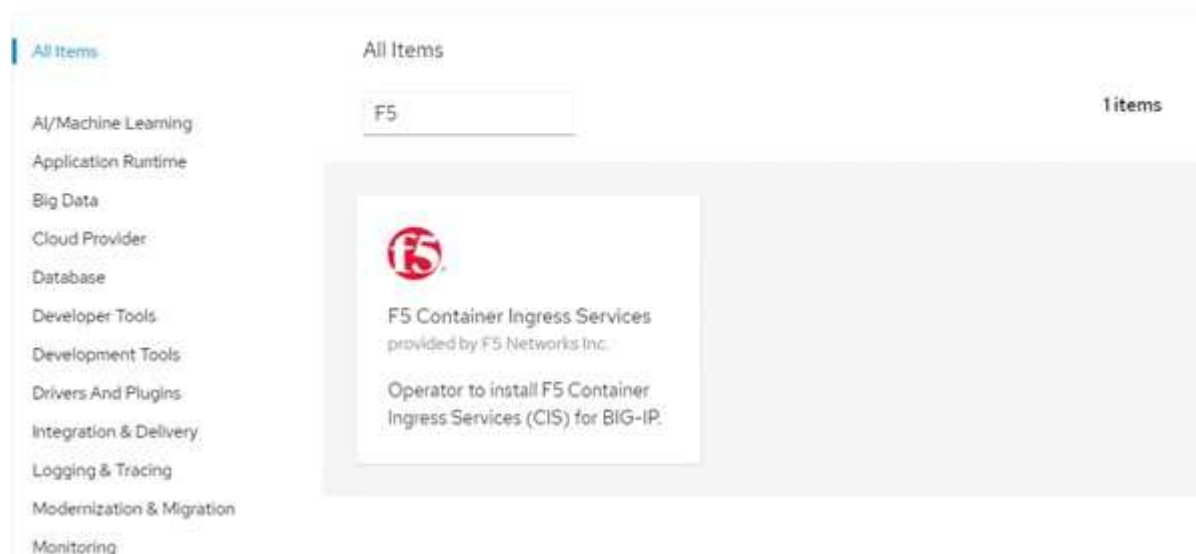 All Items
AI/Machine Learning
Application Runtime
Big Data
Cloud Provider
Database
Developer Tools
Development Tools
Drivers And Plugins
Integration & Delivery
Logging & Tracing
Modernization & Migration
Monitoring
All Items
F5
1 items
f5
F5 Container Ingress Services
provided by F5 Networks Inc.
Operator to install F5 Container
Ingress Services (CIS) for BIG-IP.